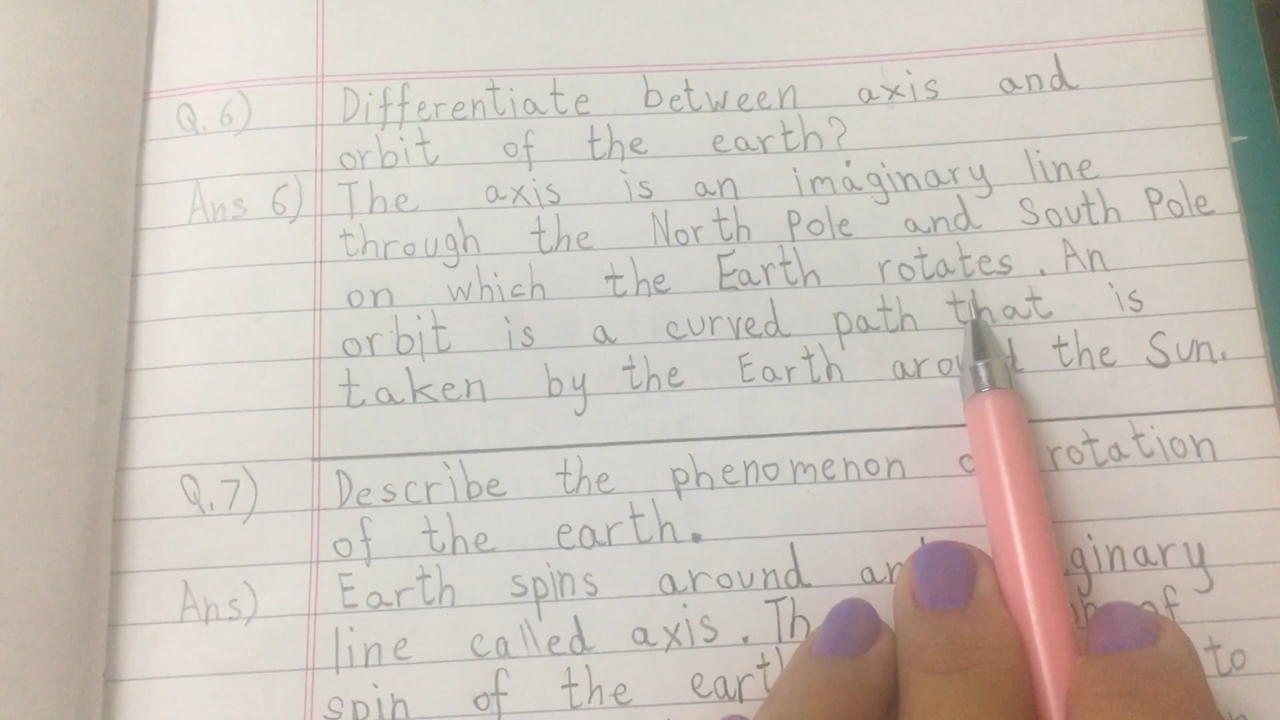 Q.6) Differentiate between axis and
orbit of the earth?
Ans 6) The axis is an imaginary line
through the North Pole and South Pole
on which the Earth rotates. An
orbit is a curved path that is
taken by the Earth the Sun.
Q.7) Describe the phenomenon rotation
of the earth.
Ans) Earth spins around
line called axis.
spin of the to